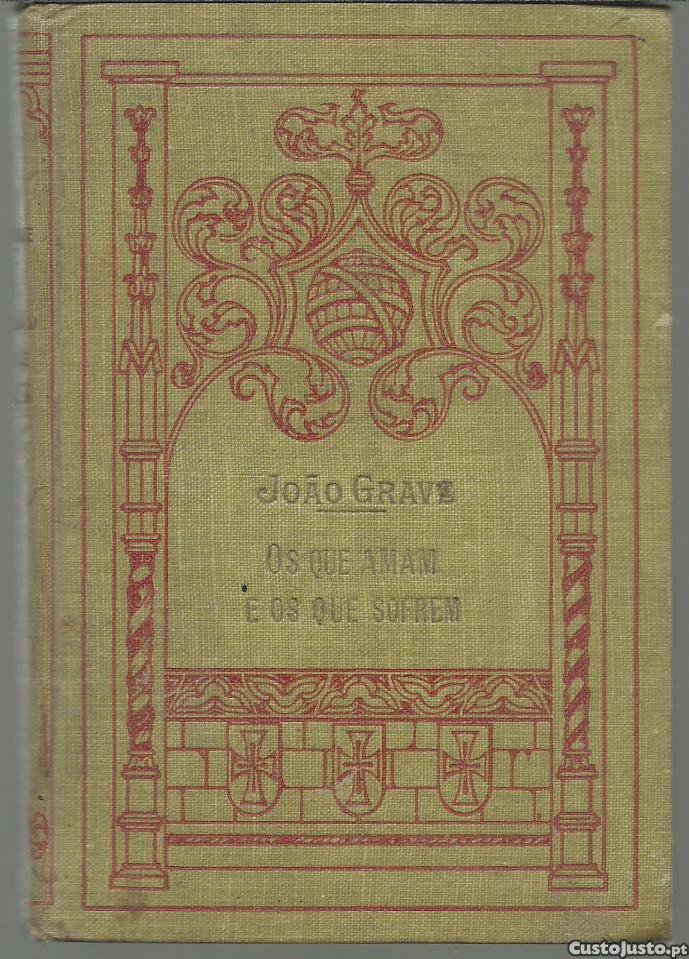 JOÃO GRAVE
OS QUE AMAM
E OS QUE SOFREM
CustoJusto.pt